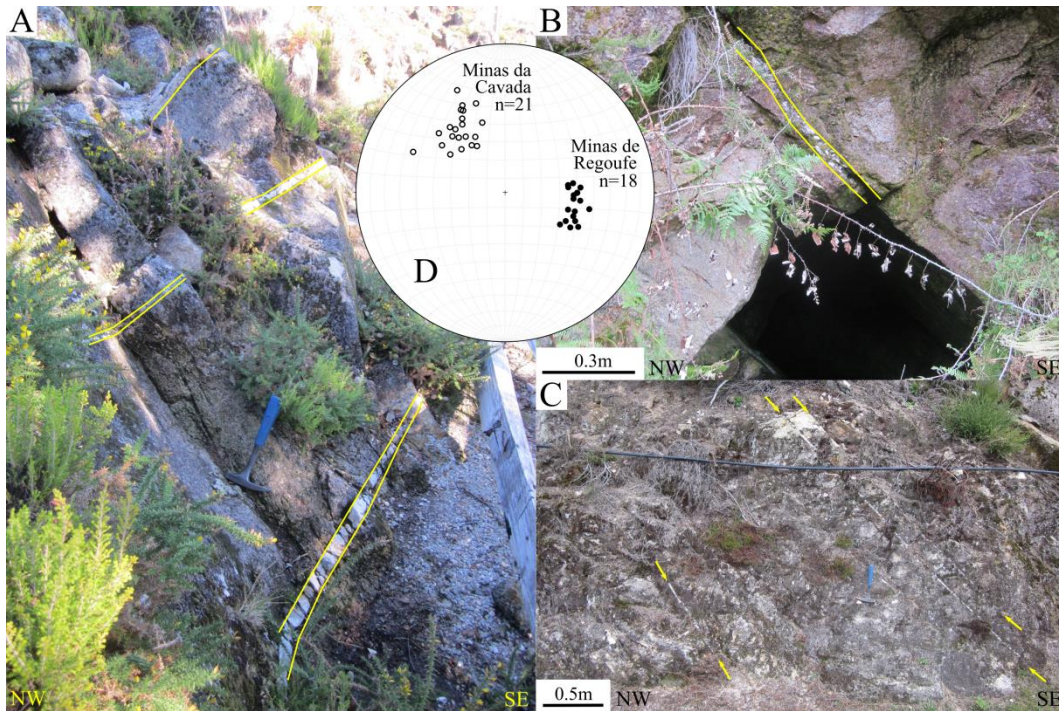 A
B
Minas da
Cavada
n=21
Minas de
Regoufe
n=18
D
0.3m
NW
SE
C
NW
SE
0.5m
NW
SE